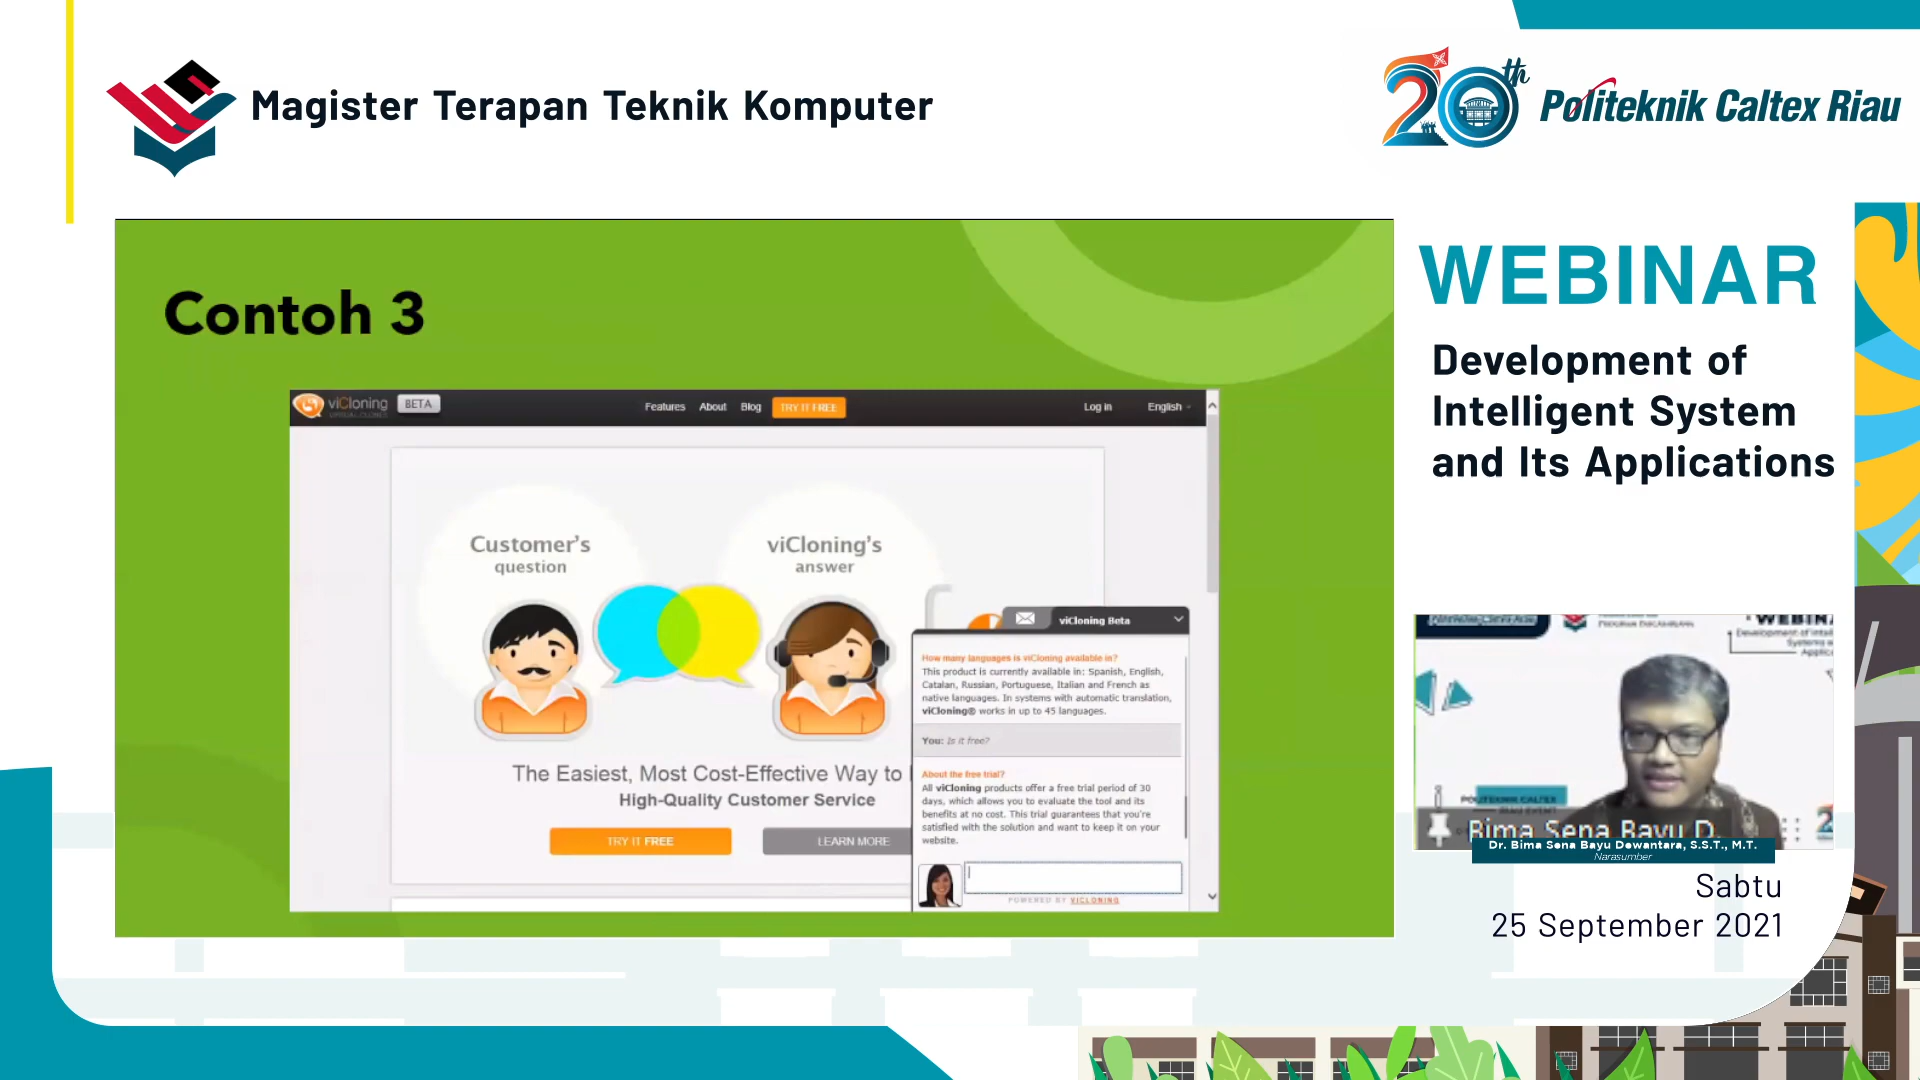 Magister Terapan Teknik Komputer
20th
Politeknik Caltex Riau
Contoh 3
viCloning
BETA
Features
About
Blog
TRY IT FREE
Log in
English
Customer's
question
viCloning's
answer
The Easiest, Most Cost-Effective Way to
High-Quality Customer Service
TRY IT FREE
LEARN MORE
viCloning Beta
How many languages is viCloning available in?
This product is currently available in: Spanish, English,
Catalan, Russian, Portuguese, Italian and French as
native languages. In systems with automatic translation,
viCloning® works in up to 45 languages.
You: Is it free?
About the free trial?
All viCloning products offer a free trial period of 30
days, which allows you to evaluate the tool and its
benefits at no cost. This trial guarantees that you're
satisfied with the solution and want to keep it on your
website.
POWERED BY VICLONING
WEBINAR
Development of
Intelligent System
and Its Applications
POLITEKNIK CALTEX
Bima Sena Bayu D.
Dr. Bima Sena Bayu Dewantara, S.S.T., M.T.
Narasumber
Sabtu
25 September 2021